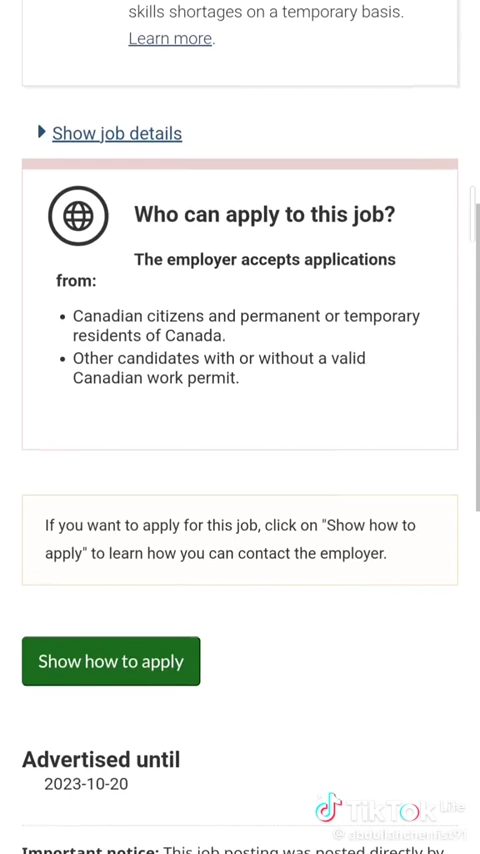 skills shortages on a temporary basis.
Learn more.
Show job details
Who can apply to this job?
The employer accepts applications
from:
• Canadian citizens and permanent or temporary
residents of Canada.
• Other candidates with or without a valid
Canadian work permit.
If you want to apply for this job, click on "Show how to
apply" to learn how you can contact the employer.
Show how to apply
Advertised until
2023-10-20
TikTok Lite
Important notice: This job posting was posted directly by